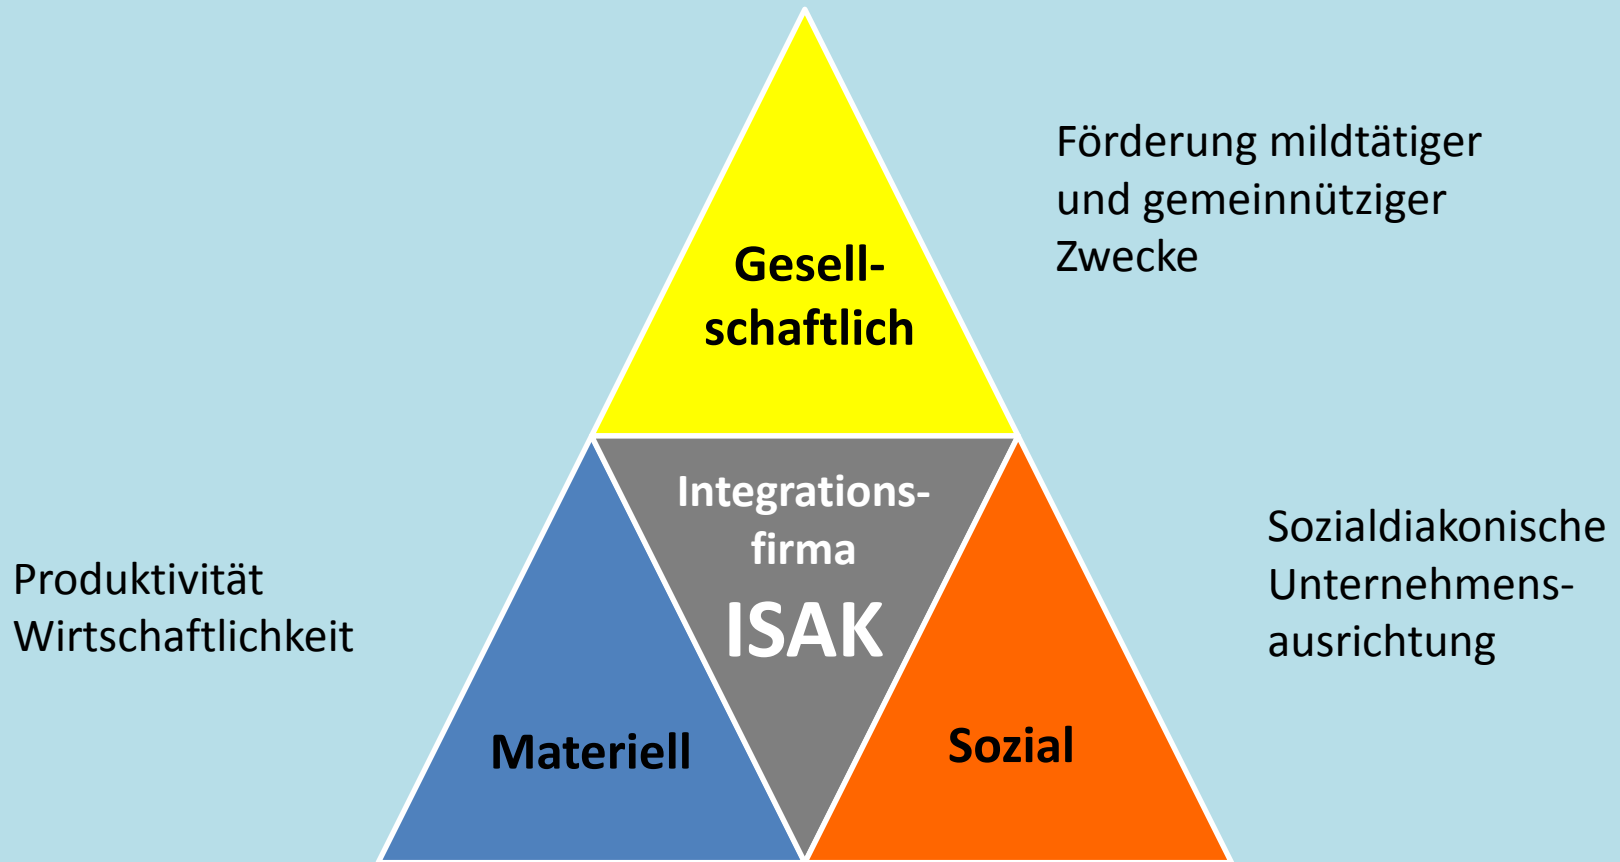 Förderung mildtätiger
und gemeinnütziger
Zwecke
Gesell-
schaftlich
Integrations-
firma
ISAK
Produktivität
Wirtschaftlichkeit
Sozialdiakonische
Unternehmens-
ausrichtung
Materiell
Sozial